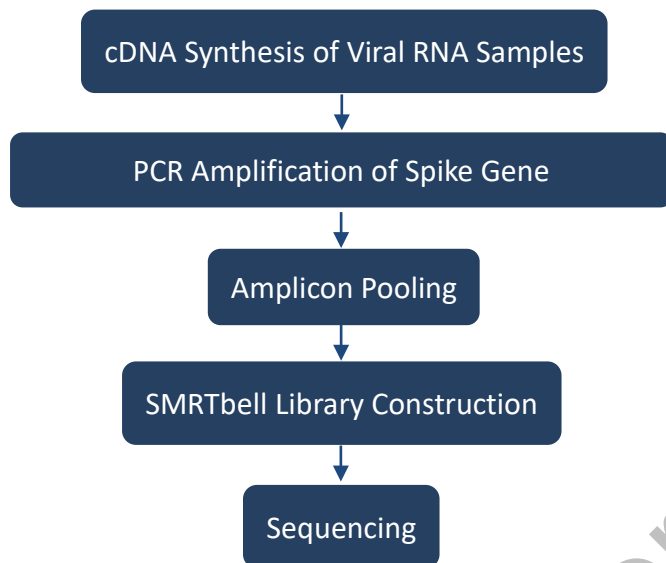 cDNA Synthesis of Viral RNA Samples
PCR Amplification of Spike Gene
Amplicon Pooling
SMRTbell Library Construction
Sequencing